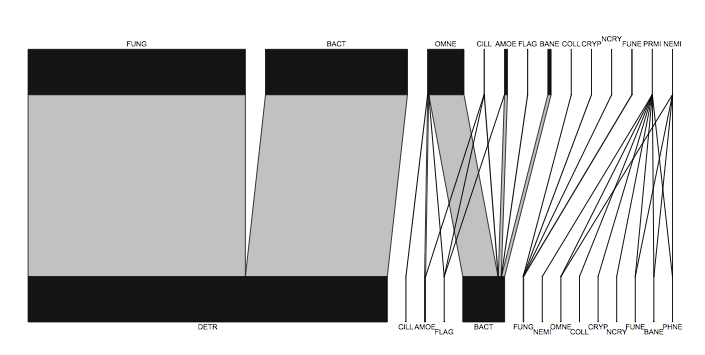 FUNG BACT OMNE CILL AMOE FLAG BANE COLL CRYP NCRY FUNE PRMI NEMI
DETR CILL AMOE FLAG BACT FUNG NEMI OMNE COLL CRYP NCRY FUNE BANE PHNE